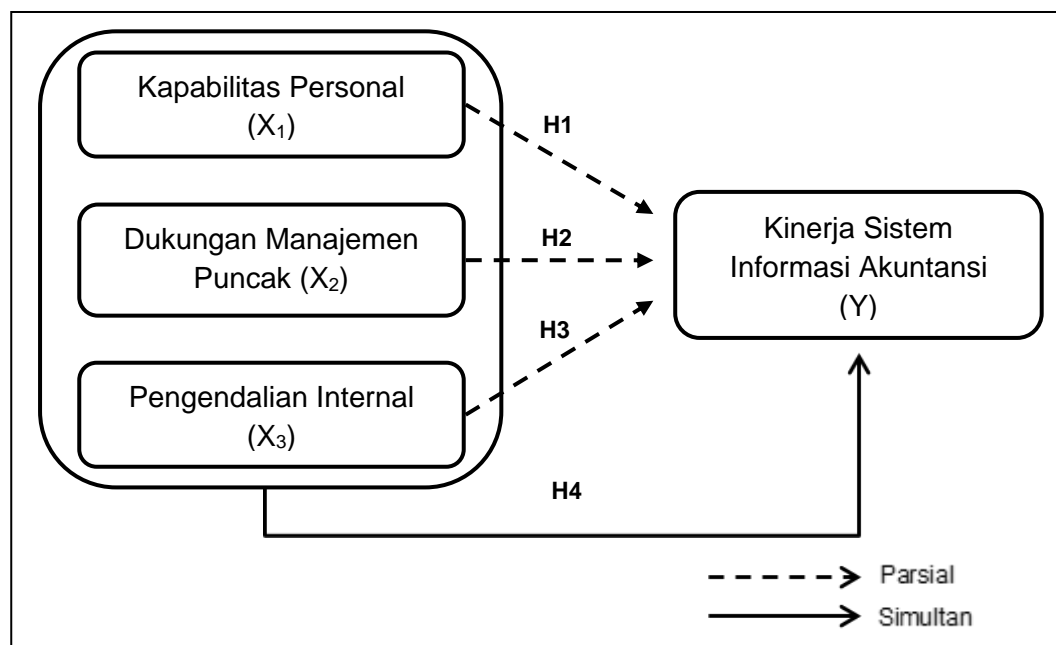 Kapabilitas Personal
(X₁)
H1
Dukungan Manajemen
Puncak (X₂)
H2
Kinerja Sistem
Informasi Akuntansi
(Y)
H3
Pengendalian Internal
(X₃)
H4
Parsial
Simultan